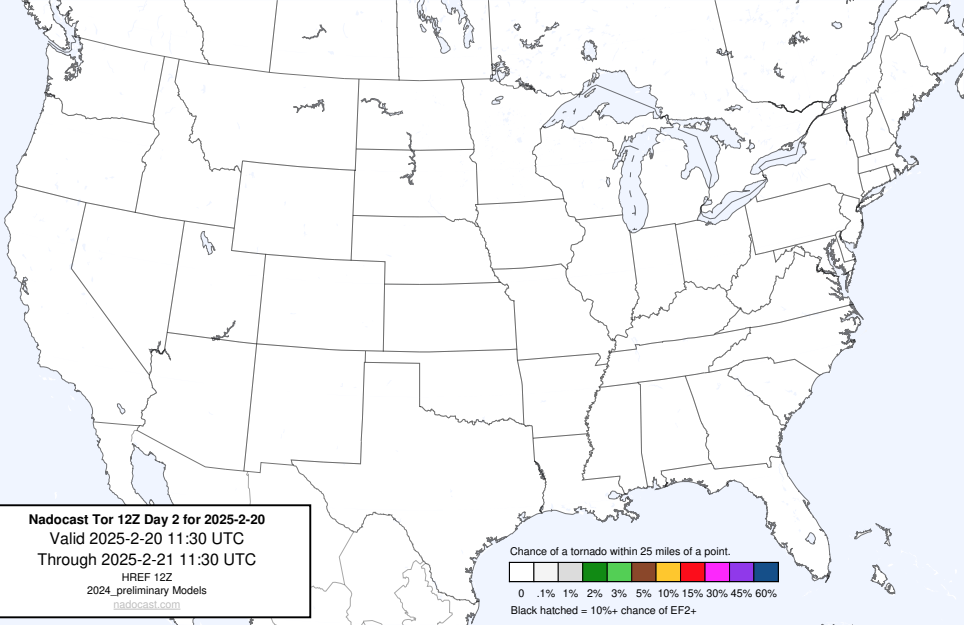 Nadocast Tor 12Z Day 2 for 2025-2-20
Valid 2025-2-20 11:30 UTC
Through 2025-2-21 11:30 UTC
HREF 12Z
2024_preliminary Models
nadocast.com
Chance of a tornado within 25 miles of a point.
0 .1% 1% 2% 3% 5% 10% 15% 30% 45% 60%
Black hatched = 10%+ chance of EF2+